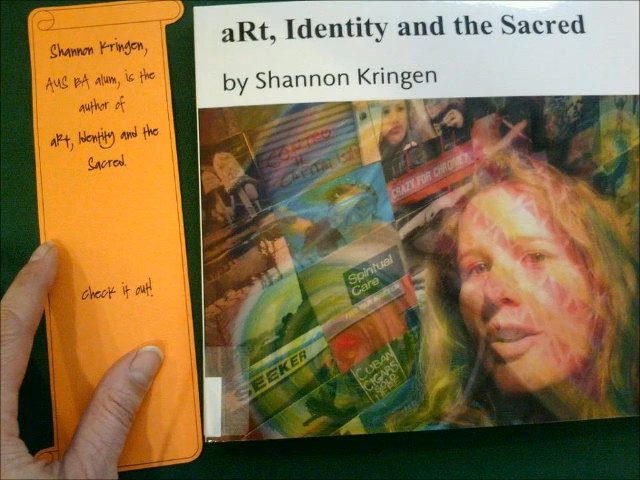 Shannon Kringen,
AUS BA alum, is the
author of
aRt, Identity and the
Sacred.
check it out!
aRt, Identity and the Sacred
by Shannon Kringen
CRAZY FOR CHRONIC?
Spiritual
Care
SEEKER
CUBAN
CIGARS